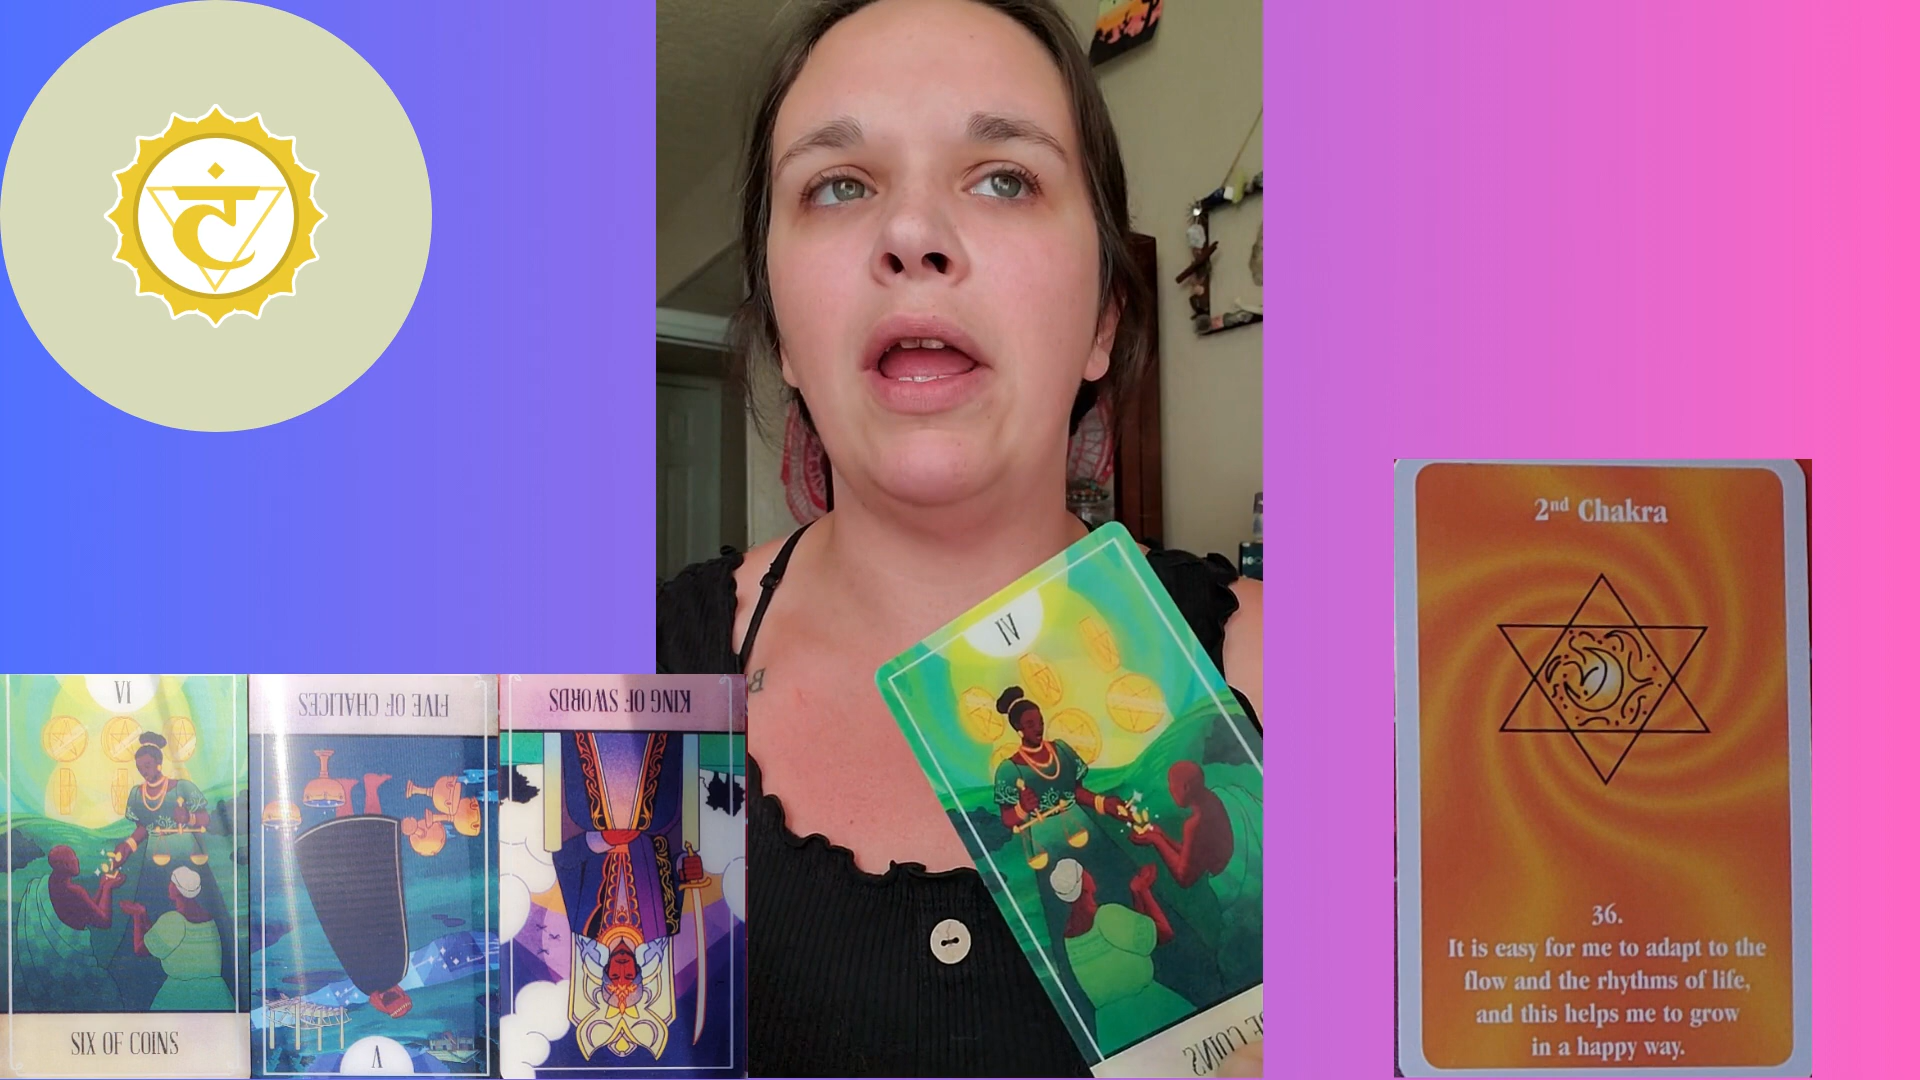 वं
VI
SIX OF COINS
FIVE OF CHALICES
V
KING OF SWORDS
B
VI
E COINS
2nd Chakra
36.
It is easy for me to adapt to the
flow and the rhythms of life,
and this helps me to grow
in a happy way.